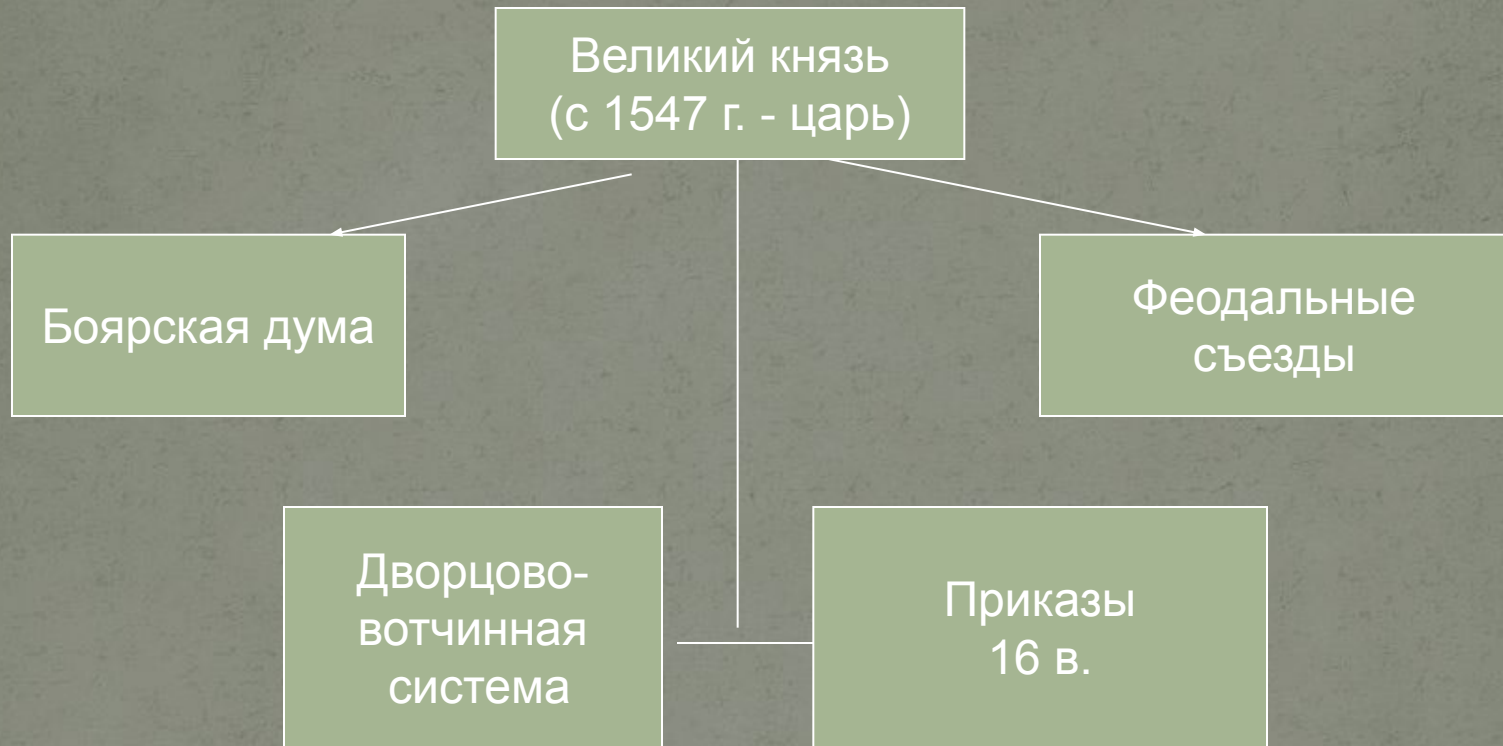 Великий князь
(с 1547 г. - царь)
Боярская дума
Феодальные
съезды
Дворцово-
вотчинная
система
Приказы
16 в.